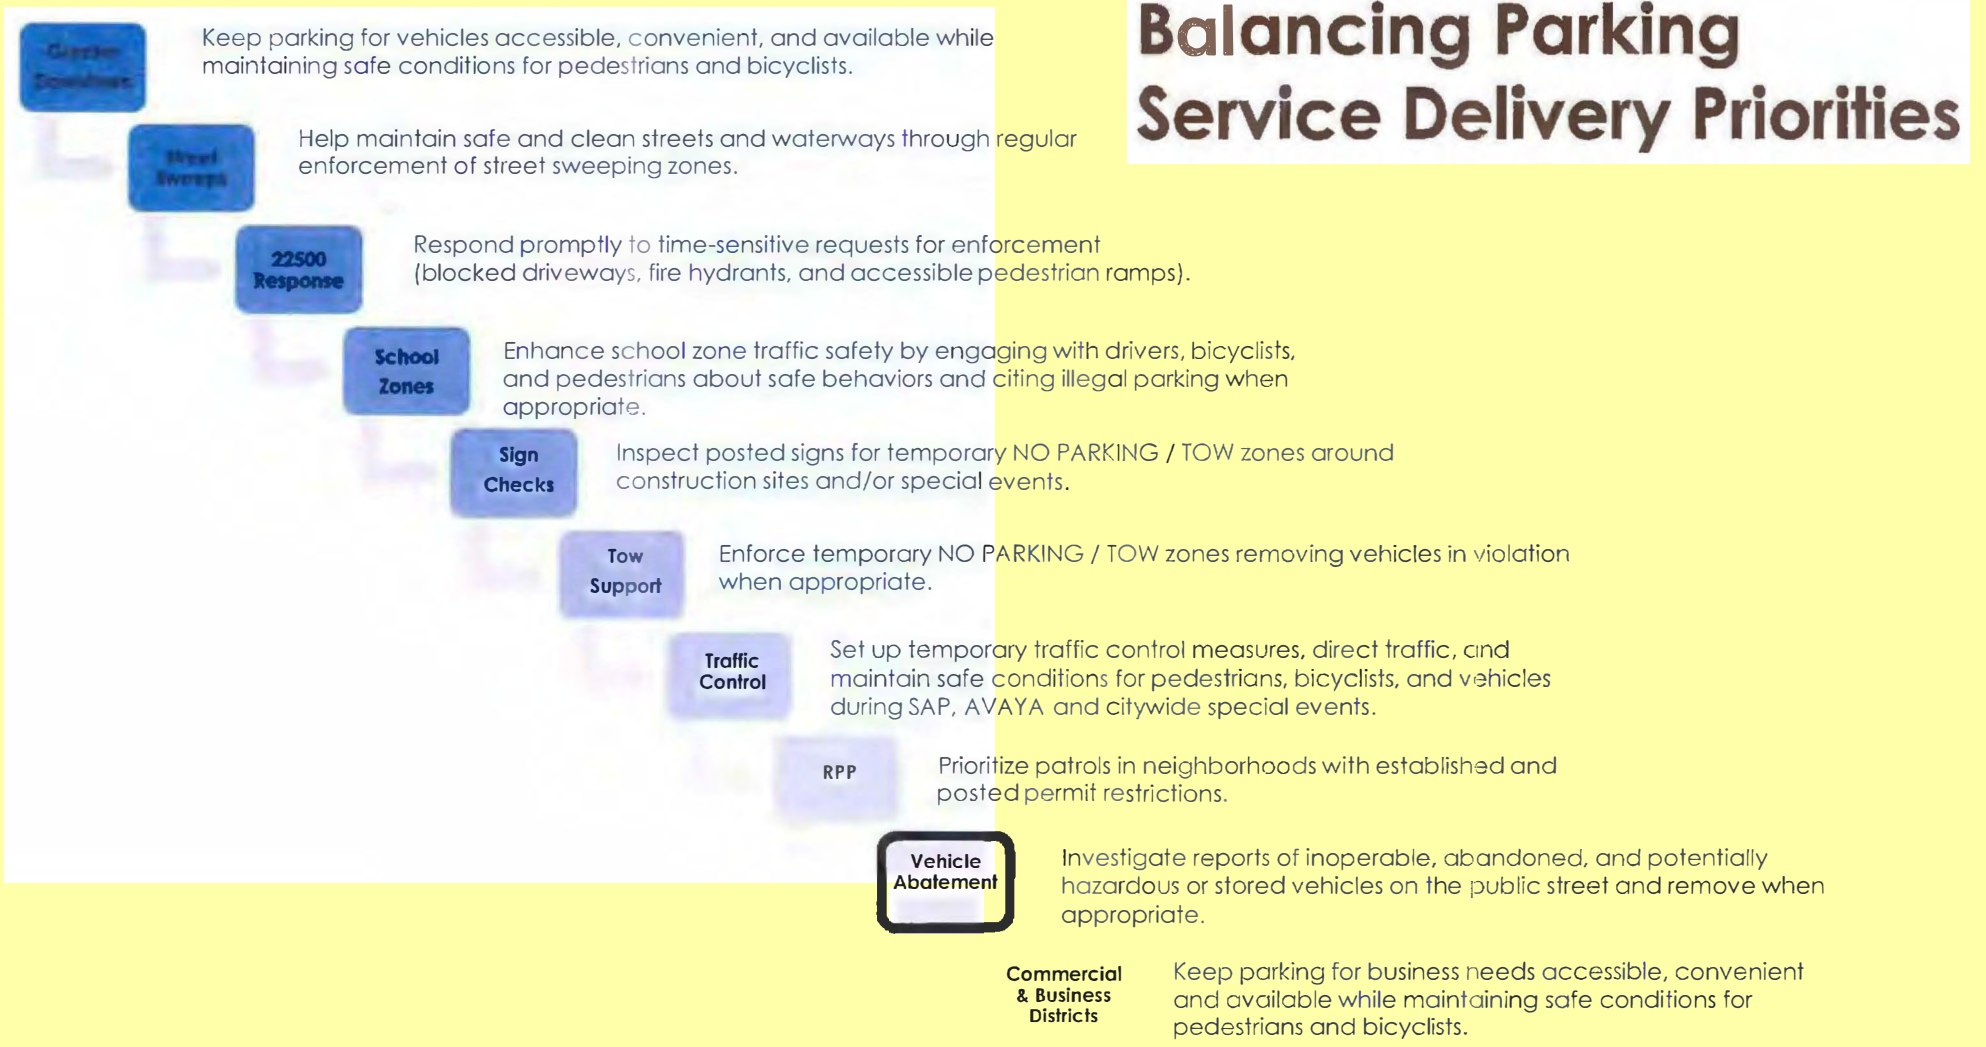 Balancing Parking
Service Delivery Priorities
Keep parking for vehicles accessible, convenient, and available while
maintaining safe conditions for pedestrians and bicyclists.
Street
Sweeps
Help maintain safe and clean streets and waterways through regular
enforcement of street sweeping zones.
22500
Response
Respond promptly to time-sensitive requests for enforcement
(blocked driveways, fire hydrants, and accessible pedestrian ramps).
School
Zones
Enhance school zone traffic safety by engaging with drivers, bicyclists,
and pedestrians about safe behaviors and citing illegal parking when
appropriate.
Sign
Checks
Inspect posted signs for temporary NO PARKING / TOW zones around
construction sites and/or special events.
Tow
Support
Enforce temporary NO PARKING / TOW zones removing vehicles in violation
when appropriate.
Traffic
Control
Set up temporary traffic control measures, direct traffic, and
maintain safe conditions for pedestrians, bicyclists, and vehicles
during SAP, AVAYA and citywide special events.
RPP
Prioritize patrols in neighborhoods with established and
posted permit restrictions.
Vehicle
Abatement
Investigate reports of inoperable, abandoned, and potentially
hazardous or stored vehicles on the public street and remove when
appropriate.
Commercial
& Business
Districts
Keep parking for business needs accessible, convenient
and available while maintaining safe conditions for
pedestrians and bicyclists.